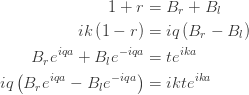 1 + r = B_r + B_l
ik (1 − r) = iq (B_r − B_l)
B_r e^{iqa} + B_l e^{−iqa} = te^{ika}
iq (B_r e^{iqa} − B_l e^{−iqa}) = ikte^{ika}